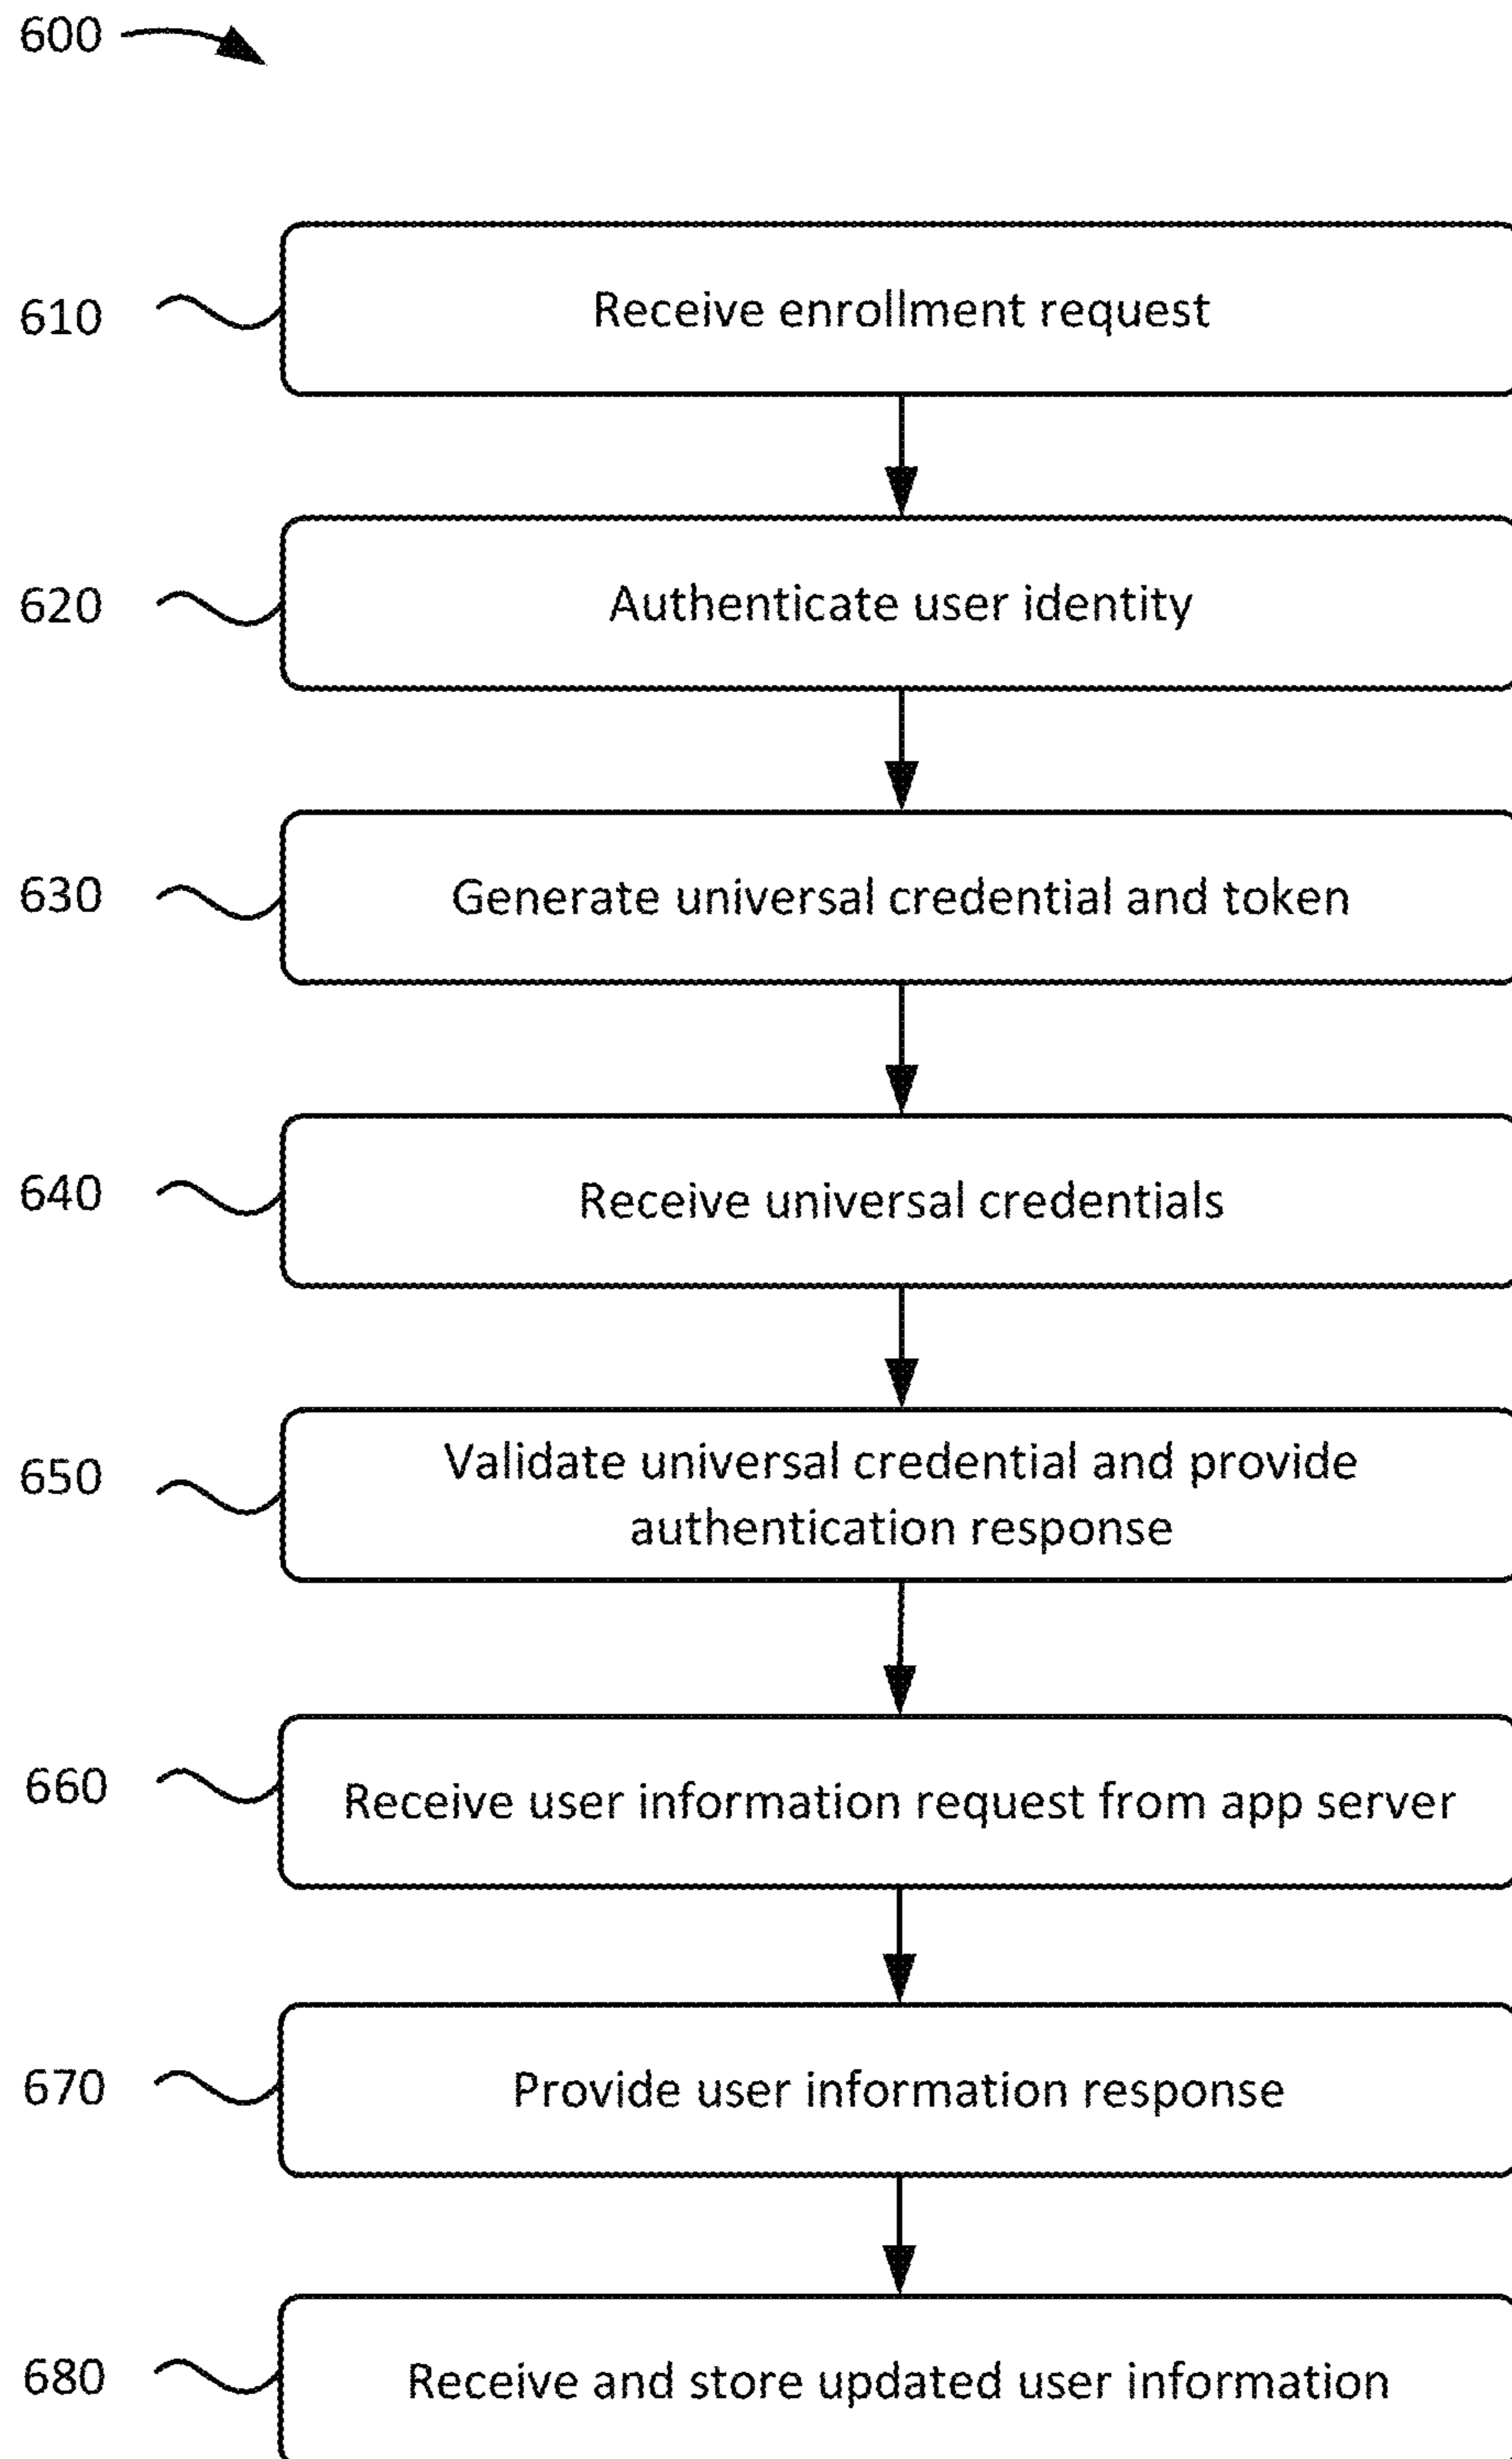 600
610
Receive enrollment request
620
Authenticate user identity
630
Generate universal credential and token
640
Receive universal credentials
650
Validate universal credential and provide
authentication response
660
Receive user information request from app server
670
Provide user information response
680
Receive and store updated user information